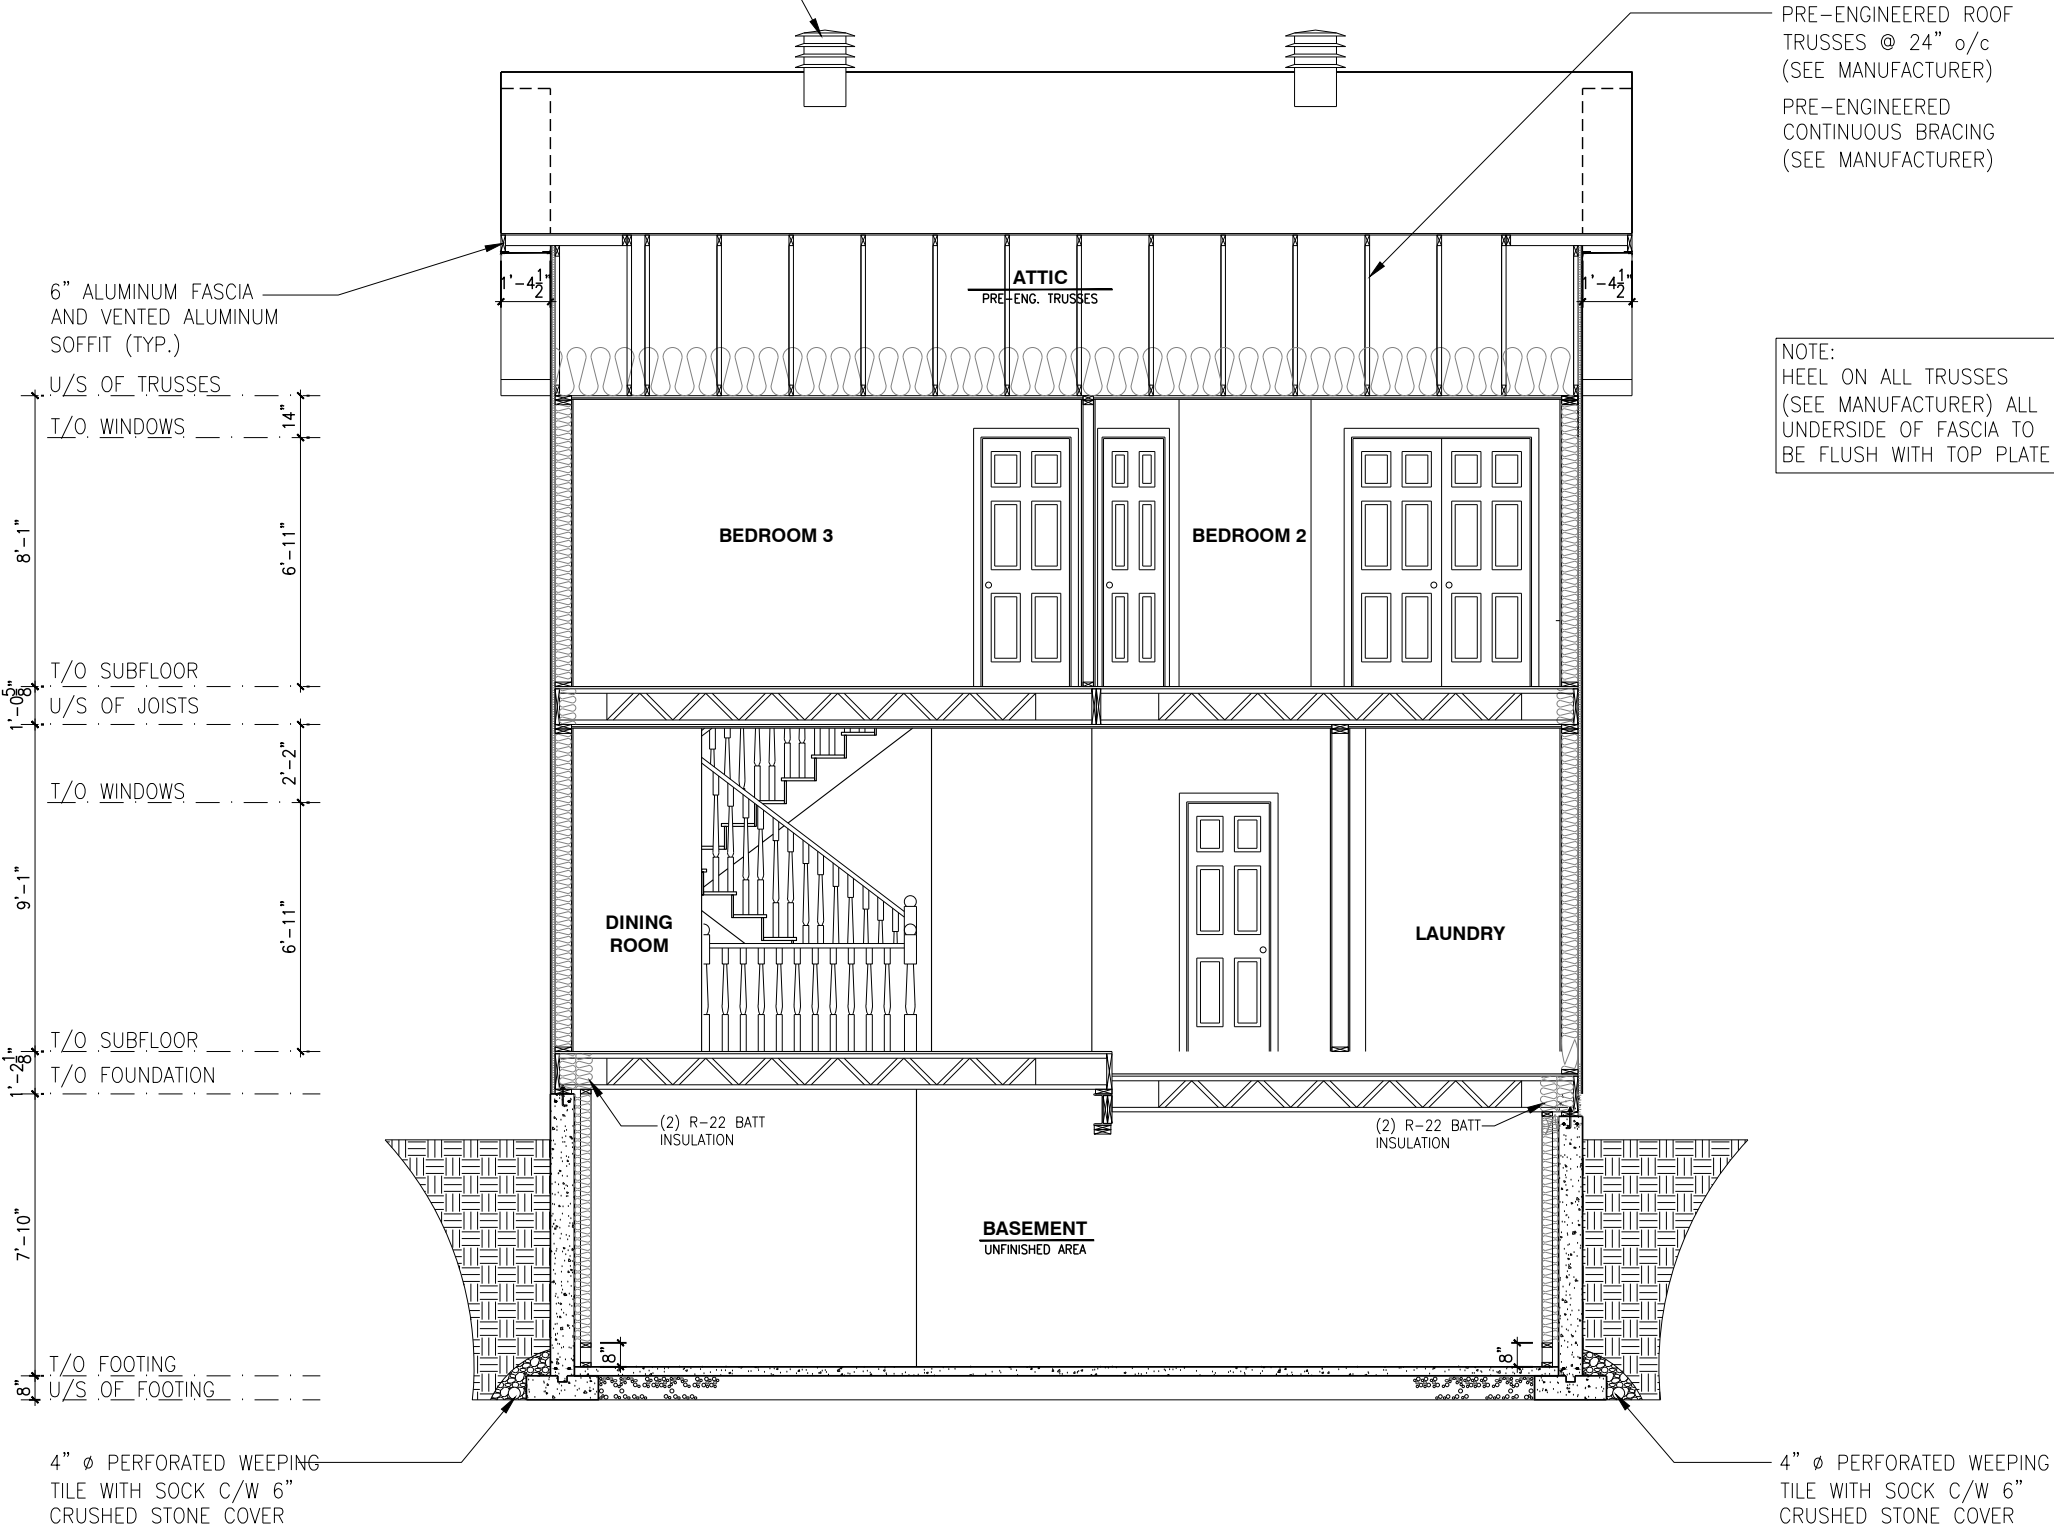 PRE-ENGINEERED ROOF
TRUSSES @ 24" o/c
(SEE MANUFACTURER)
PRE-ENGINEERED
CONTINUOUS BRACING
(SEE MANUFACTURER)
6" ALUMINUM FASCIA
AND VENTED ALUMINUM
SOFFIT (TYP.)
1'-4½"
ATTIC
PRE-ENG. TRUSSES
1'-4½"
NOTE:
HEEL ON ALL TRUSSES
(SEE MANUFACTURER) ALL
UNDERSIDE OF FASCIA TO
BE FLUSH WITH TOP PLATE
U/S OF TRUSSES
14"
T/O WINDOWS
8'-1"
6'-11"
BEDROOM 3
BEDROOM 2
T/O SUBFLOOR
1'-0⅝"
U/S OF JOISTS
2'-2"
T/O WINDOWS
9'-1"
6'-11"
DINING
ROOM
LAUNDRY
T/O SUBFLOOR
1'-2⅛"
T/O FOUNDATION
(2) R-22 BATT
INSULATION
(2) R-22 BATT
INSULATION
7'-10"
BASEMENT
UNFINISHED AREA
8"
8"
T/O FOOTING
8"
U/S OF FOOTING
4" ø PERFORATED WEEPING
TILE WITH SOCK C/W 6"
CRUSHED STONE COVER
4" ø PERFORATED WEEPING
TILE WITH SOCK C/W 6"
CRUSHED STONE COVER